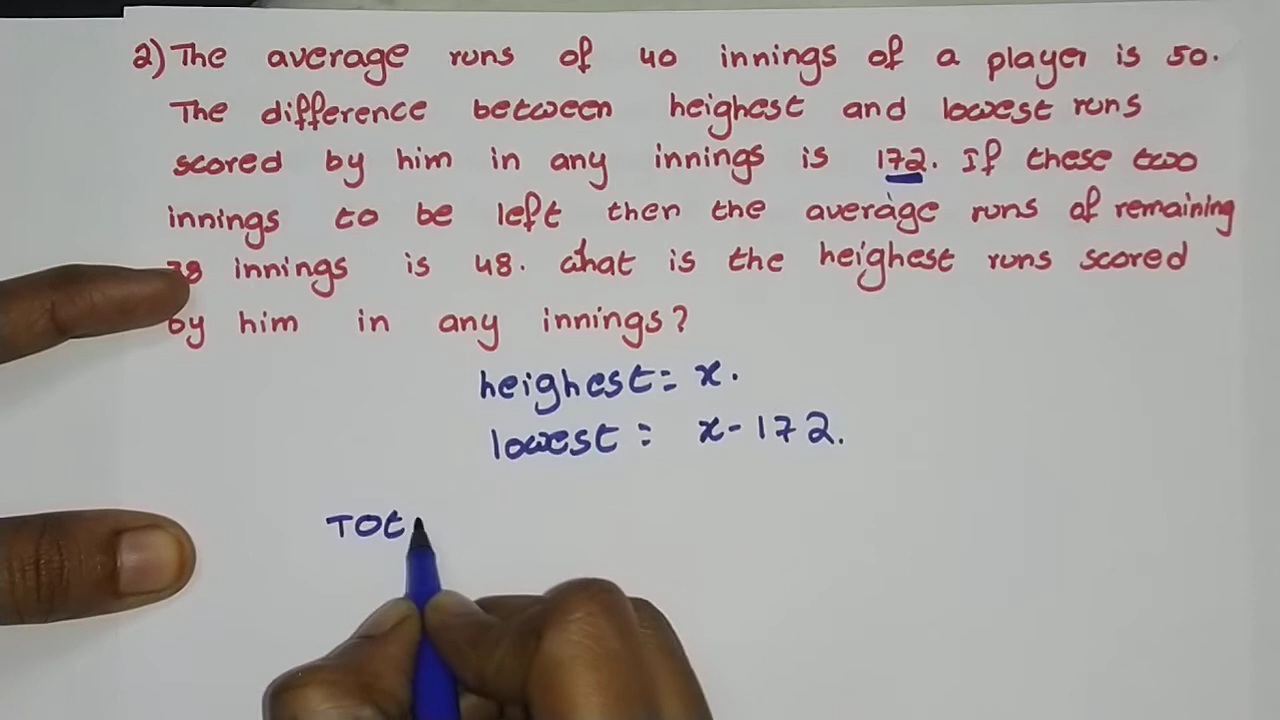 2) The average runs of 40 innings of a player is 50.
The difference between heighest and lowest runs
scored by him in any innings is 172. If these two
innings to be left then the average runs of remaining
38 innings is 48. what is the heighest runs scored
by him in any innings?
heighest = x.
lowest = x - 172.
TOt